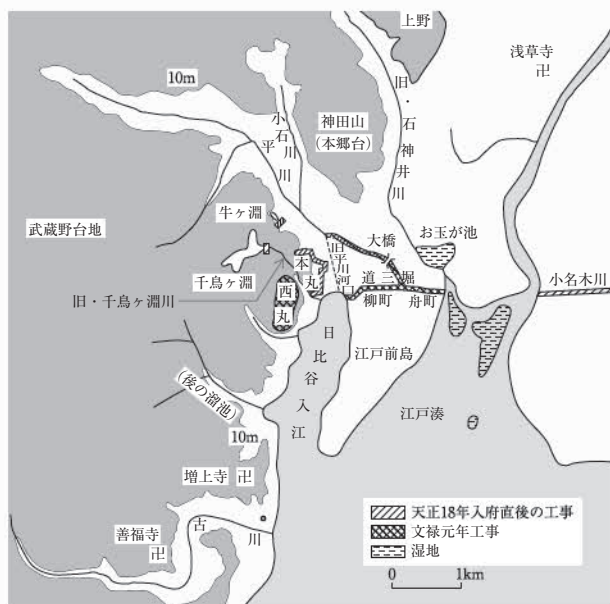 上野
浅草寺
卍
10m
旧・石神井川
神田山
(本郷台)
小石川
平川
牛ヶ淵
武蔵野台地
お玉が池
大橋
旧平川河口
本丸
千鳥ヶ淵
道三堀
小名木川
旧・千鳥ヶ淵川
西丸
柳町
舟町
日比谷入江
江戸前島
江戸湊
(後の溜池)
10m
増上寺 卍
善福寺
卍
古川
天正18年入府直後の工事
文禄元年工事
湿地
0 1km